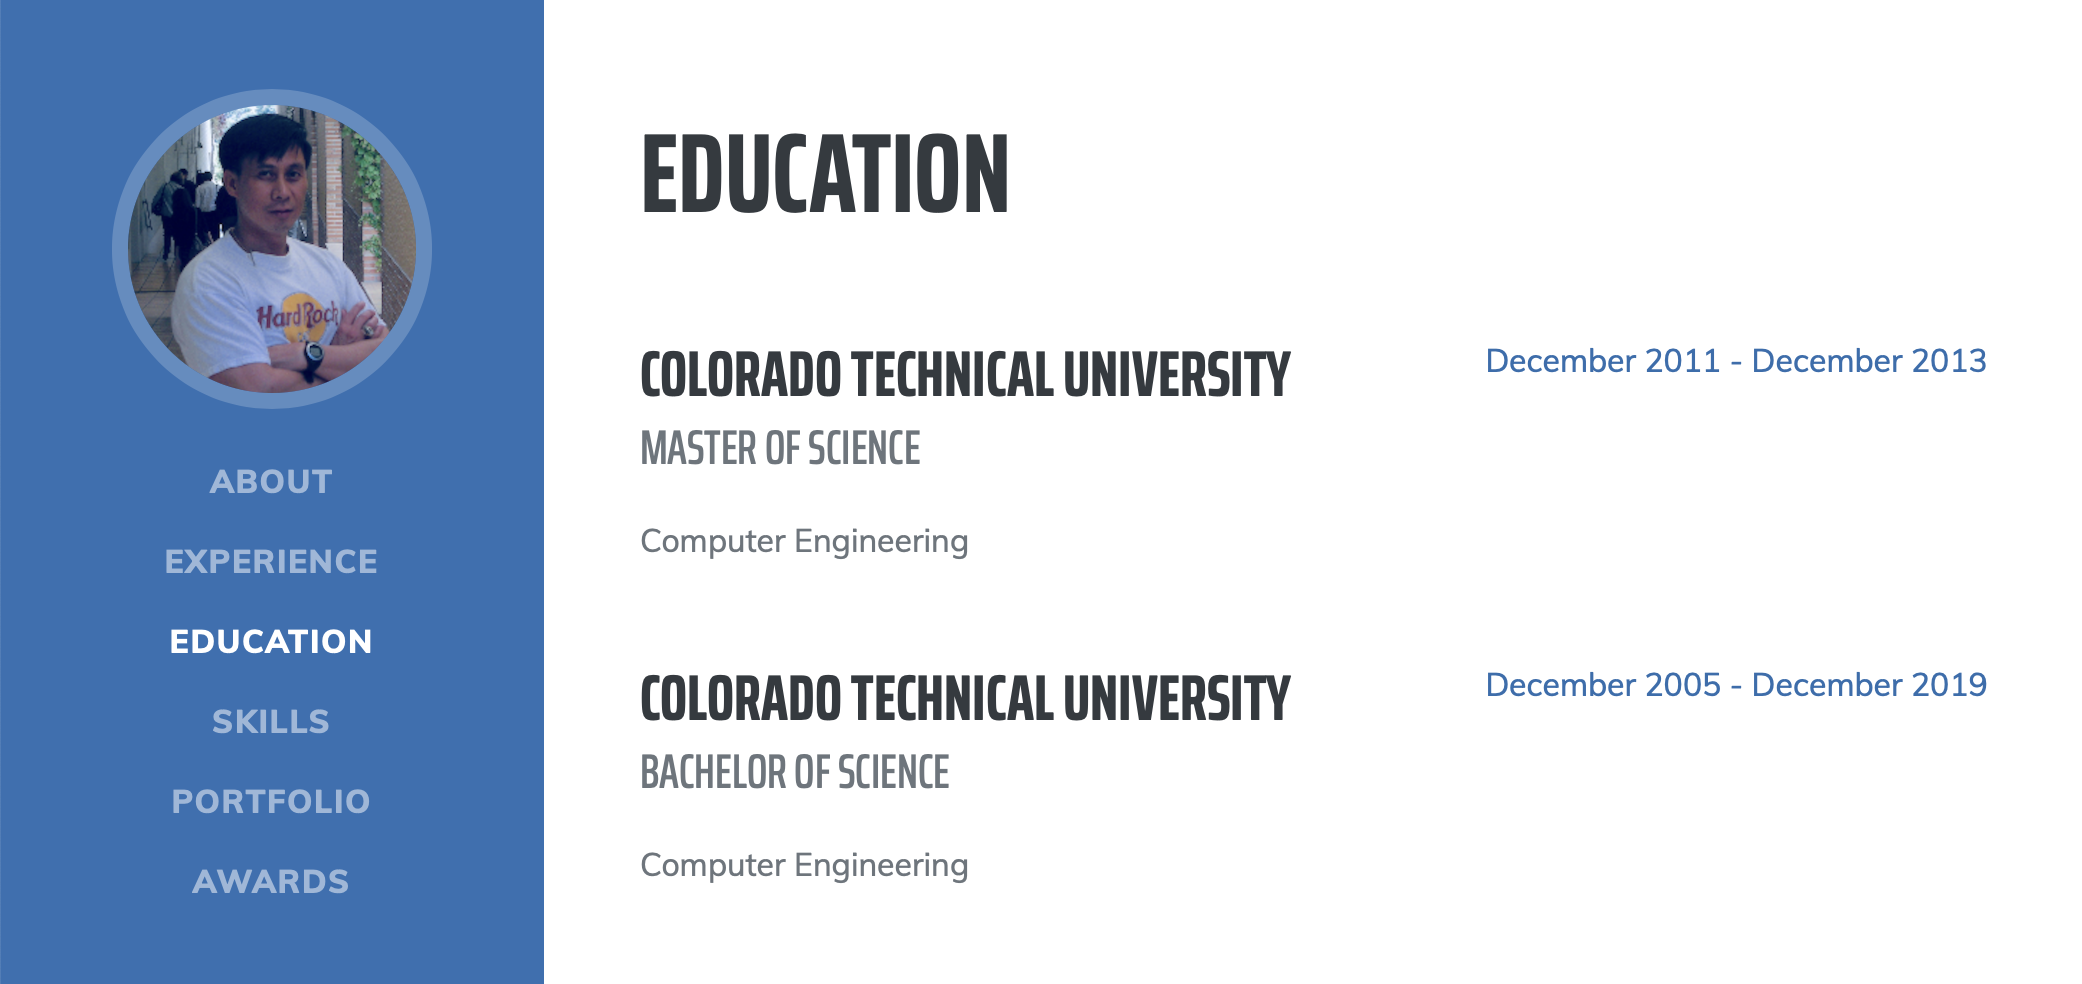 ABOUT
EXPERIENCE
EDUCATION
SKILLS
PORTFOLIO
AWARDS
EDUCATION
COLORADO TECHNICAL UNIVERSITY
December 2011 - December 2013
MASTER OF SCIENCE
Computer Engineering
COLORADO TECHNICAL UNIVERSITY
December 2005 - December 2019
BACHELOR OF SCIENCE
Computer Engineering
Hard Rock